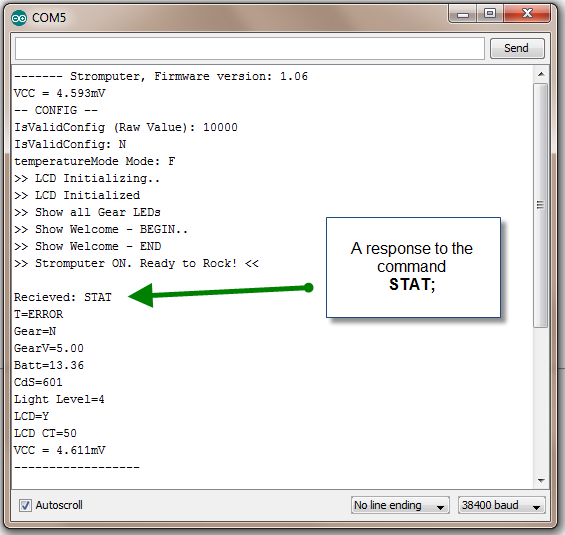 COM5
Send
------- Stromputer, Firmware version: 1.06
VCC = 4.593mV
-- CONFIG --
IsValidConfig (Raw Value): 10000
IsValidConfig: N
temperatureMode Mode: F
>> LCD Initializing..
>> LCD Initialized
>> Show all Gear LEDs
>> Show Welcome - BEGIN..
>> Show Welcome - END
>> Stromputer ON. Ready to Rock! <<
A response to the
command
STAT;
Recieved: STAT
T=ERROR
Gear=N
GearV=5.00
Batt=13.36
CdS=601
Light Level=4
LCD=Y
LCD CT=50
VCC = 4.611mV
-----------------
Autoscroll
No line ending
38400 baud